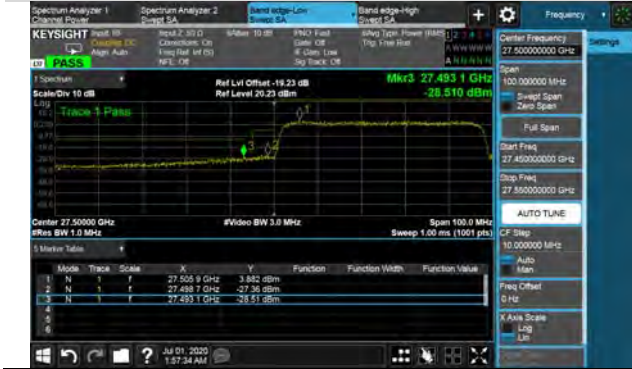 Spectrum Analyzer 1
Channel Power
Spectrum Analyzer 2
Swept SA
Band edge-Low
Swept SA
Band edge-High
Swept SA
Frequency
KEYSIGHT
Input: RF
Coupling: DC
Align: Auto
Input Z: 50 Ω
Corrections: On
Freq Ref: Int (S)
NFE: Off
#Atten: 10 dB
PNO: Fast
Gate: Off
IF Gain: Low
Sig Track: Off
#Avg Type: Power (RMS)
Trig: Free Run
PASS
1 Spectrum
Scale/Div 10 dB
Ref Lvl Offset -19.23 dB
Ref Level 20.23 dBm
Mkr3 27.493 1 GHz
-28.510 dBm
Log
Trace 1 Pass
Center 27.50000 GHz
#Res BW 1.0 MHz
#Video BW 3.0 MHz
Span 100.0 MHz
Sweep 1.00 ms (1001 pts)
5 Marker Table
Mode Trace Scale X Y Function Function Width Function Value
1 N 1 f 27.505 9 GHz 3.882 dBm
2 N 1 f 27.498 7 GHz -27.36 dBm
3 N 1 f 27.493 1 GHz -28.51 dBm
4
5
6
Jul 01, 2020
1:57:34 AM
Center Frequency
27.500000000 GHz
Settings
Span
100.000000 MHz
Swept Span
Zero Span
Full Span
Start Freq
27.450000000 GHz
Stop Freq
27.550000000 GHz
AUTO TUNE
CF Step
10.000000 MHz
Auto
Man
Freq Offset
0 Hz
X Axis Scale
Log
Lin